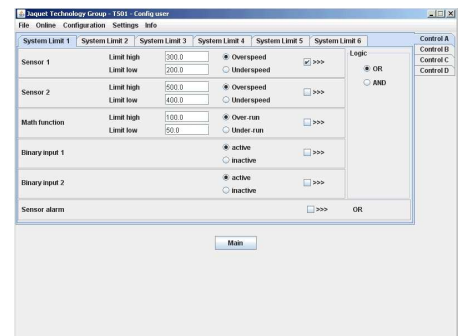 Jaquet Technology Group - T501 - Config user
File Online Configuration Settings Info
System Limit 1 System Limit 2 System Limit 3 System Limit 4 System Limit 5 System Limit 6
Control A
Control B
Control C
Control D
Sensor 1
Limit high 300.0 Overspeed
Limit low 200.0 Underspeed
>>>
Logic
OR
AND
Sensor 2
Limit high 500.0 Overspeed
Limit low 400.0 Underspeed
>>>
Math function
Limit high 100.0 Over-run
Limit low 50.0 Under-run
>>>
Binary input 1
active
inactive
>>>
Binary input 2
active
inactive
>>>
Sensor alarm >>> OR
Main